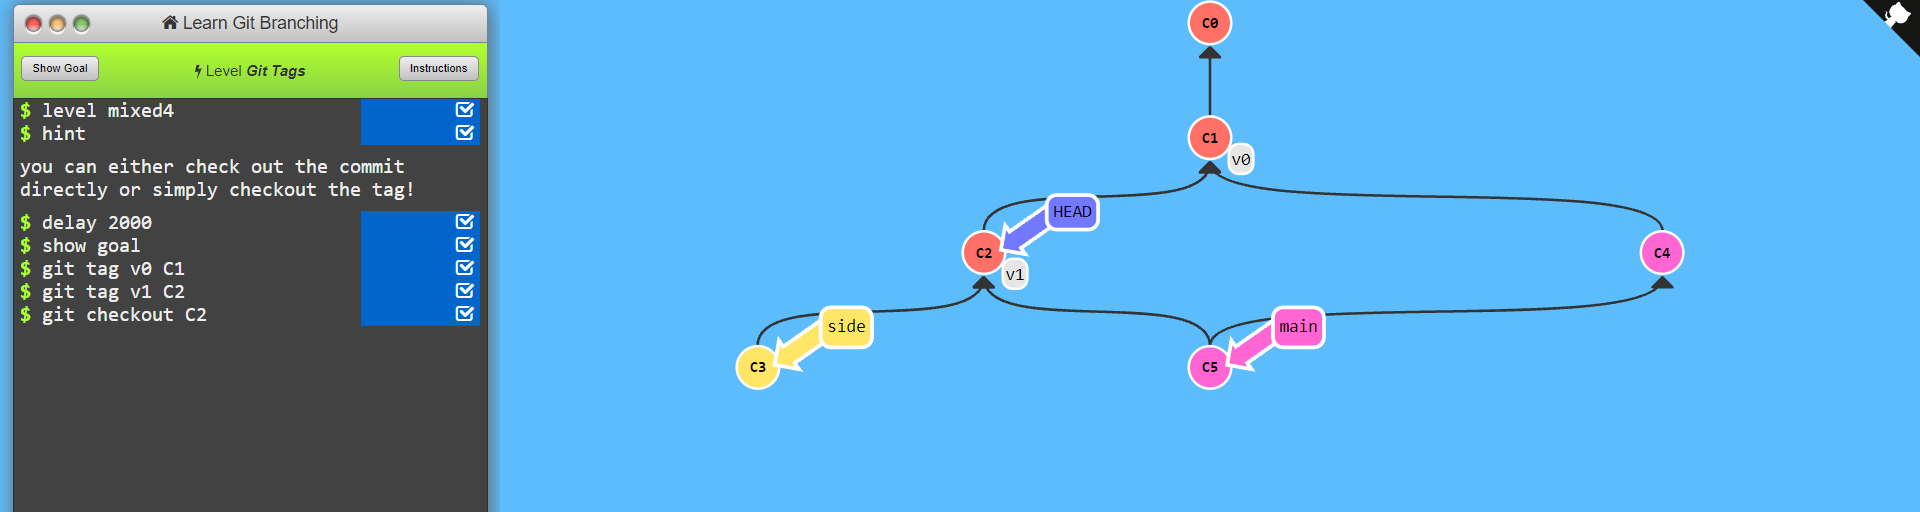 Learn Git Branching
Show Goal
Level Git Tags
Instructions
$ level mixed4
$ hint
you can either check out the commit
directly or simply checkout the tag!
$ delay 2000
$ show goal
$ git tag v0 C1
$ git tag v1 C2
$ git checkout C2
C0
C1
v0
HEAD
C2
v1
C4
side
main
C3
C5